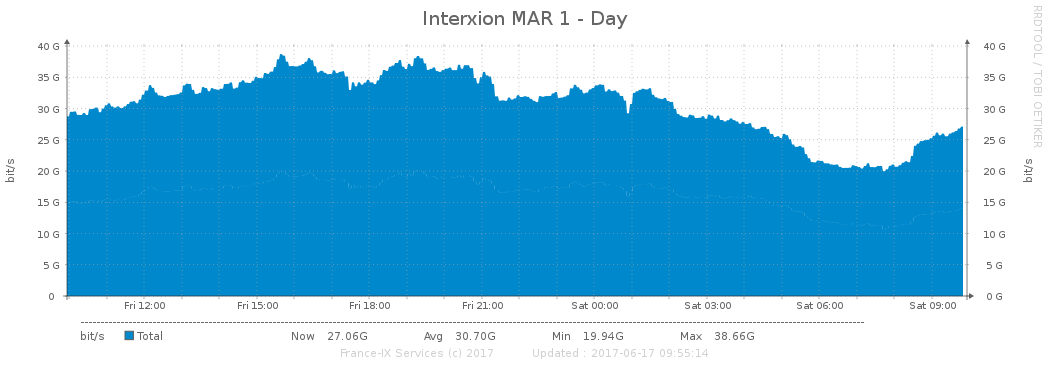 Interxion MAR 1 - Day
RRDTOOL / TOBI OETIKER
40 G 40 G
35 G 35 G
30 G 30 G
25 G 25 G
20 G 20 G
15 G 15 G
10 G 10 G
5 G 5 G
0 0 G
bit/s
bit/s
Fri 12:00 Fri 15:00 Fri 18:00 Fri 21:00 Sat 00:00 Sat 03:00 Sat 06:00 Sat 09:00
bit/s Total Now 27.06G Avg 30.70G Min 19.94G Max 38.66G
France-IX Services (c) 2017 Updated : 2017-06-17 09:55:14